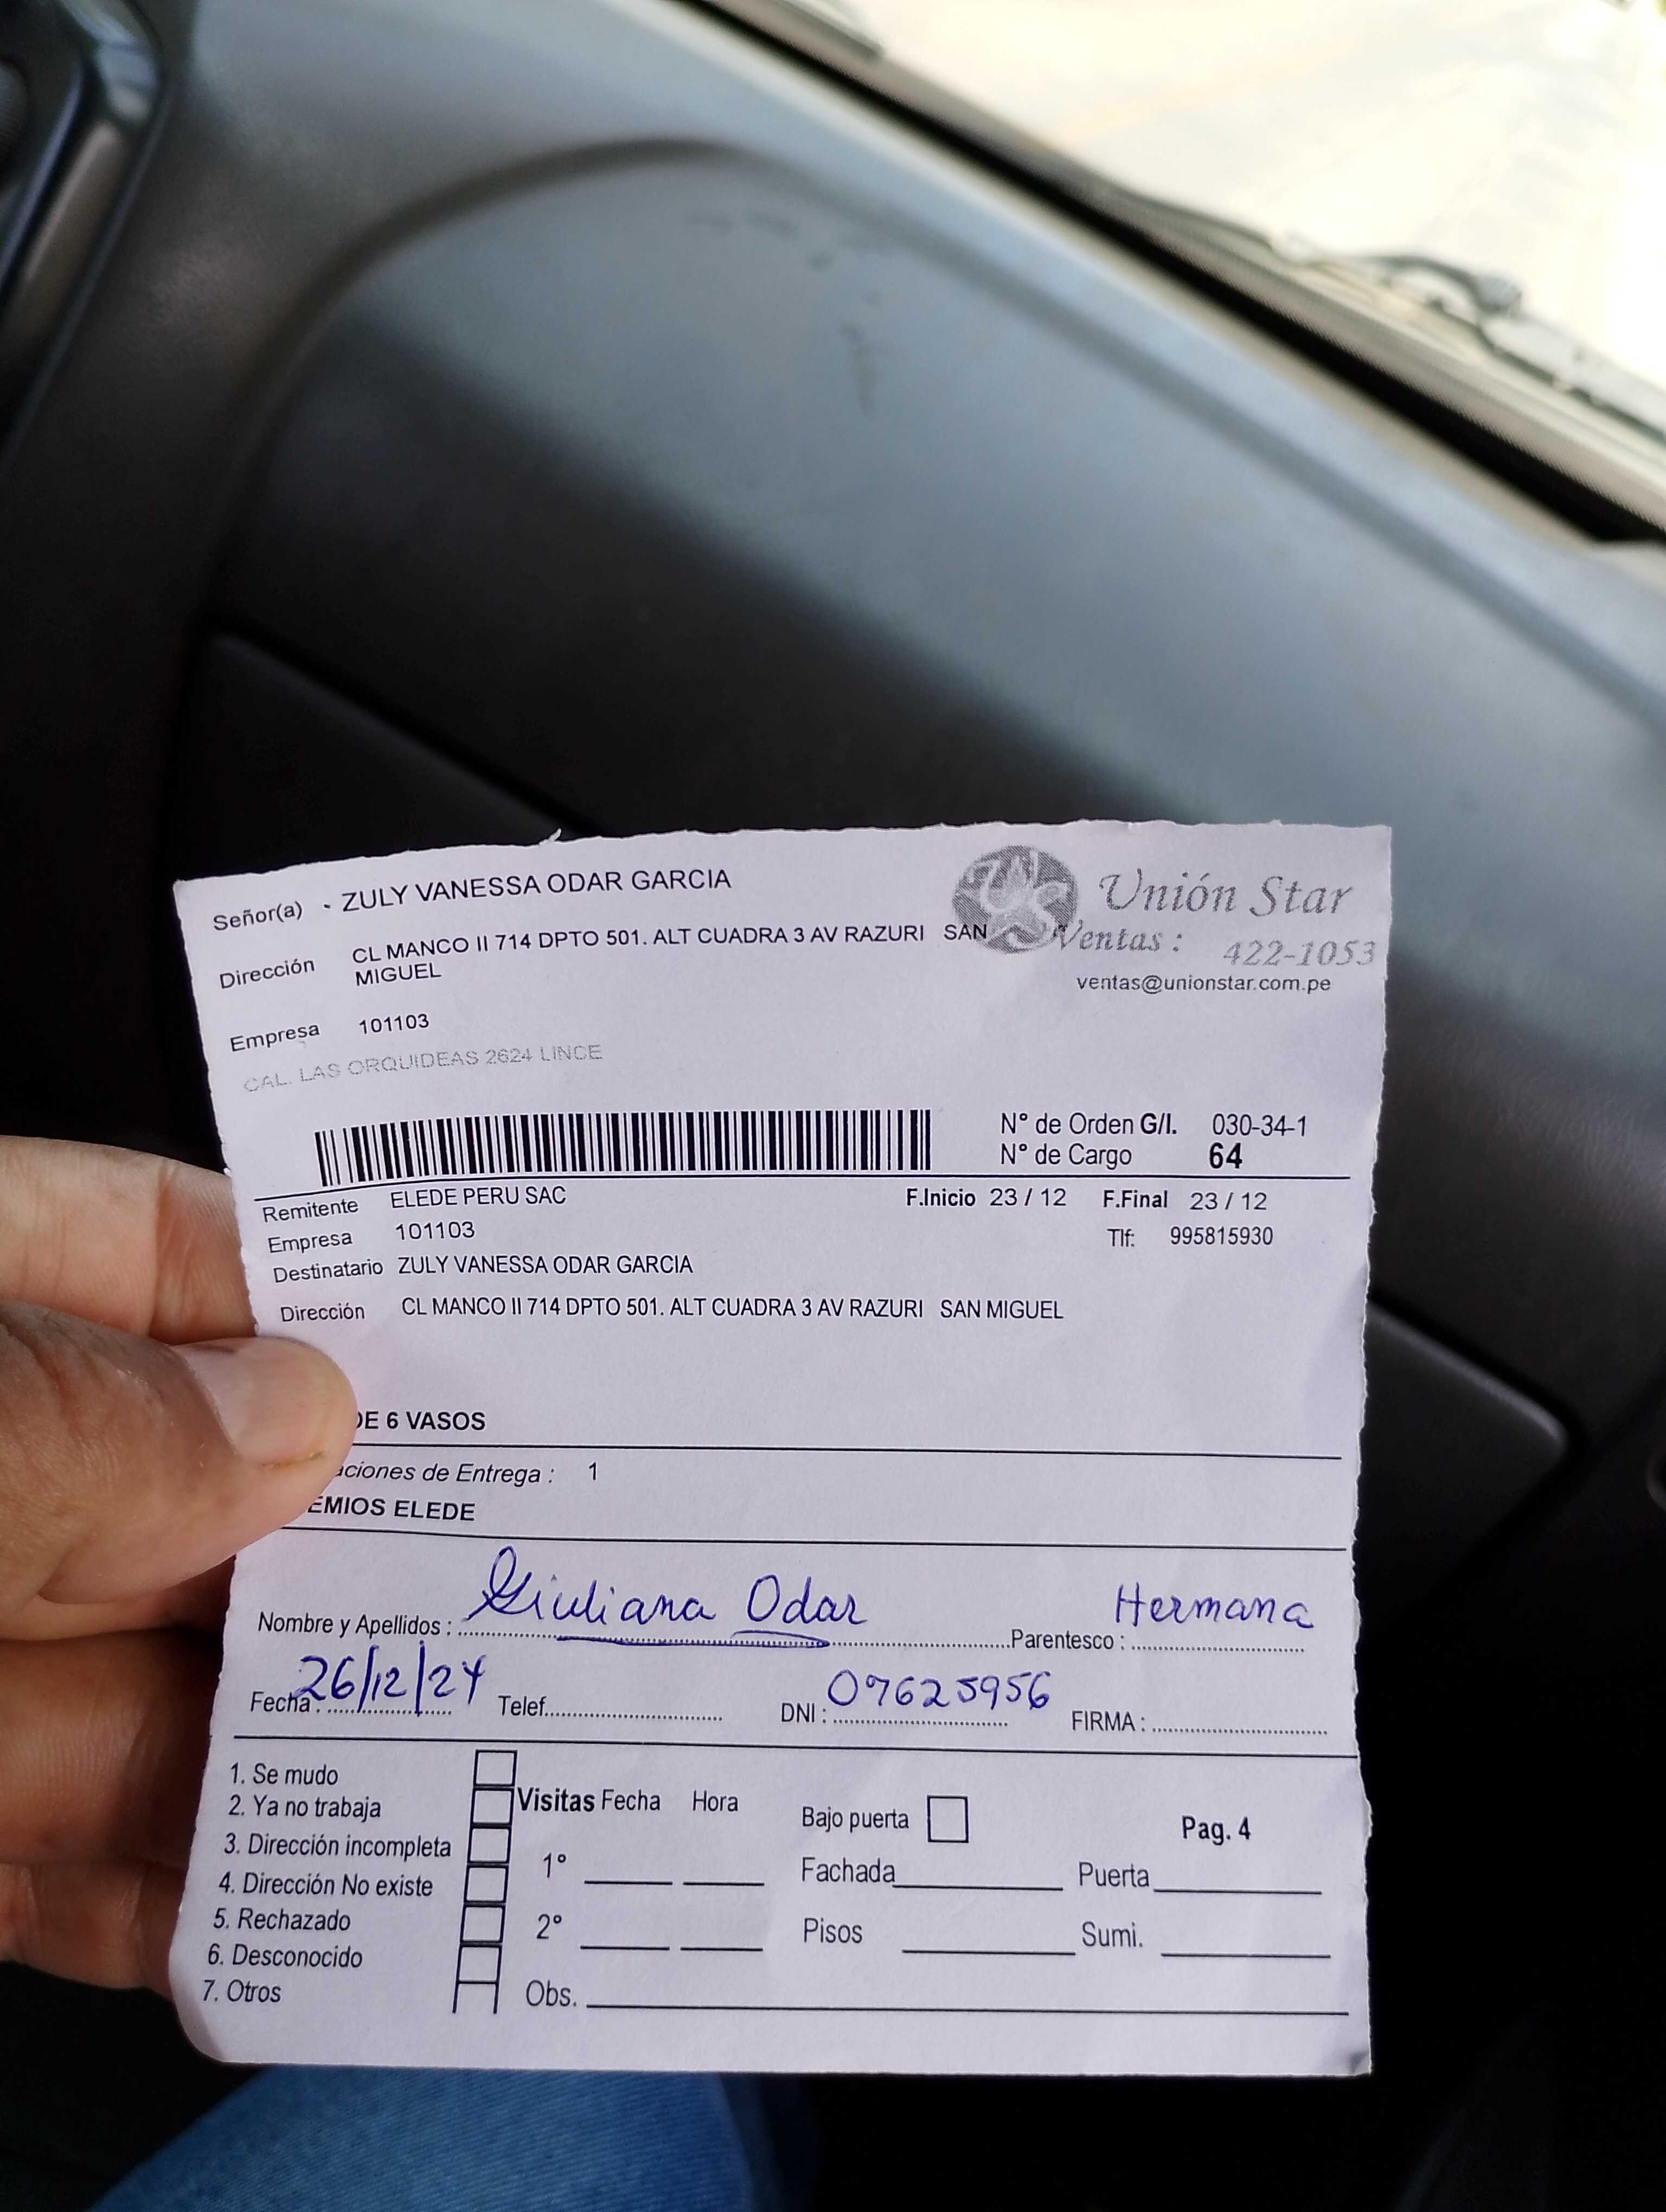 Señor(a) - ZULY VANESSA ODAR GARCIA
Unión Star
Ventas : 422-1053
ventas@unionstar.com.pe
Dirección CL MANCO II 714 DPTO 501. ALT CUADRA 3 AV RAZURI SAN
MIGUEL
Empresa 101103
CAL. LAS ORQUIDEAS 2624 LINCE
N° de Orden G/I. 030-34-1
N° de Cargo 64
Remitente ELEDE PERU SAC F.Inicio 23 / 12 F.Final 23 / 12
Empresa 101103 Tlf: 995815930
Destinatario ZULY VANESSA ODAR GARCIA
Dirección CL MANCO II 714 DPTO 501. ALT CUADRA 3 AV RAZURI SAN MIGUEL
DE 6 VASOS
aciones de Entrega : 1
EMIOS ELEDE
Nombre y Apellidos : Giuliana Odar Parentesco : Hermana
Fecha : 26/12/24 Telef. DNI : 07625956 FIRMA :
1. Se mudo
2. Ya no trabaja
3. Dirección incompleta
4. Dirección No existe
5. Rechazado
6. Desconocido
7. Otros
Visitas Fecha Hora
1°
2°
Obs.
Bajo puerta Pag. 4
Fachada Puerta
Pisos Sumi.